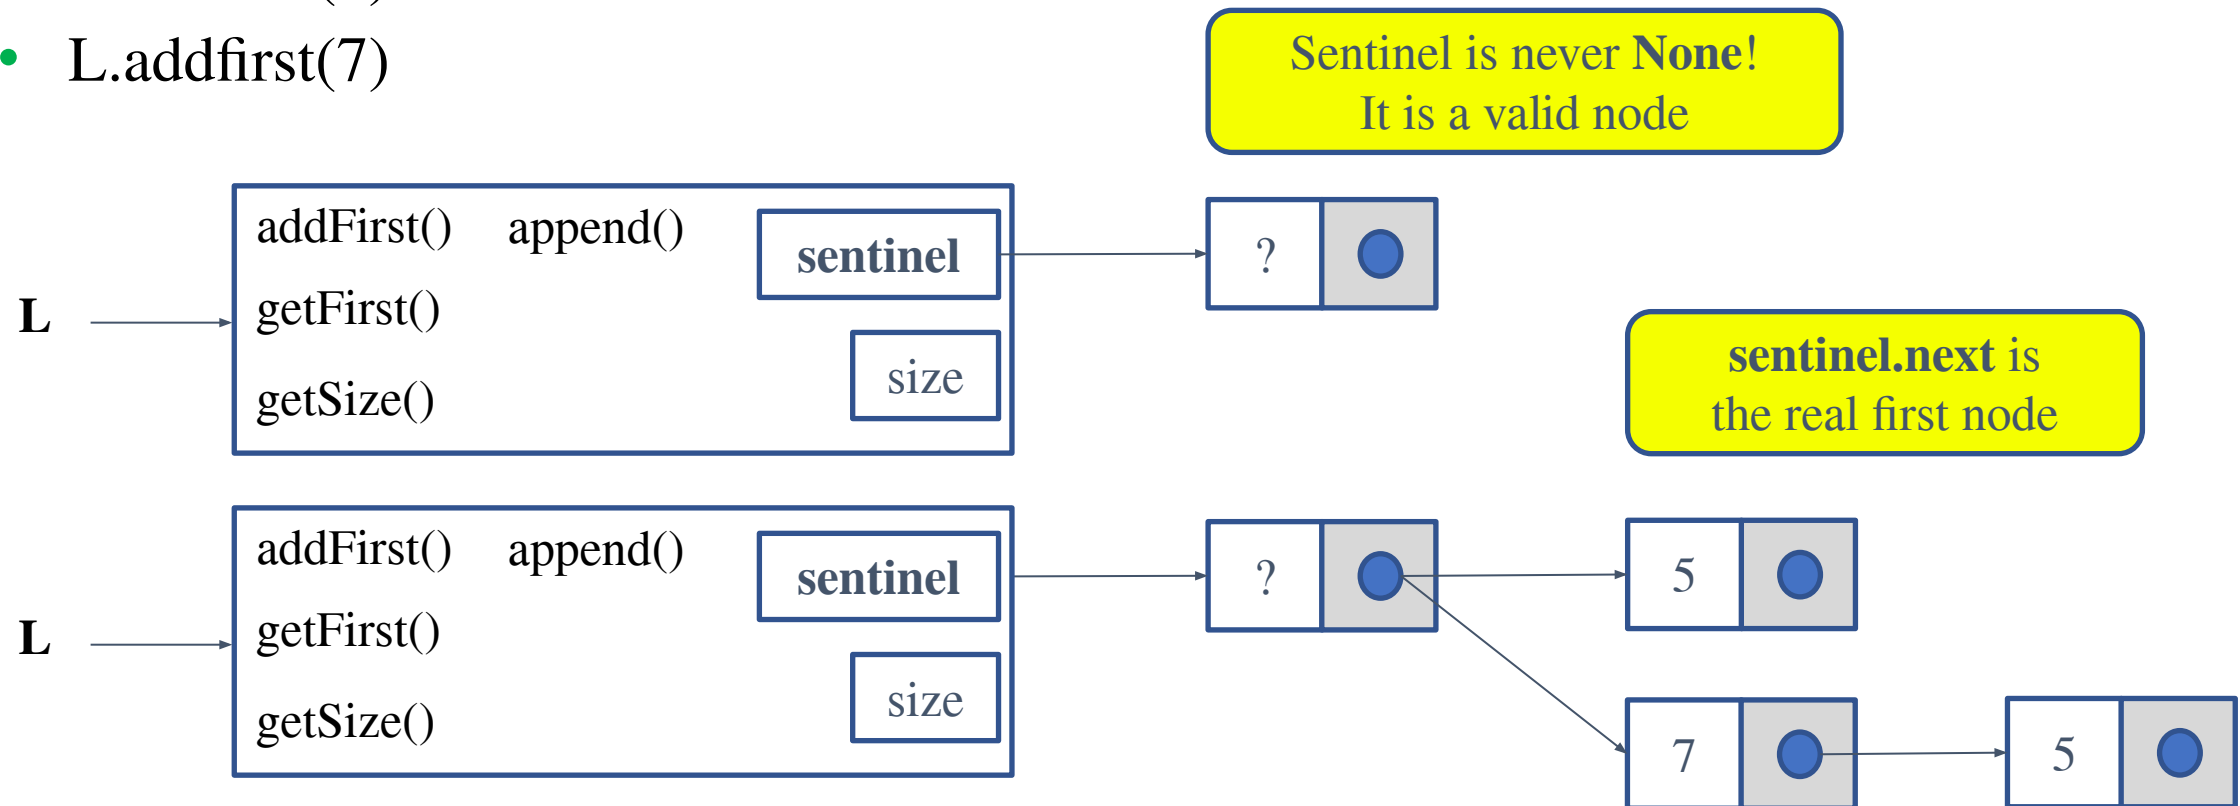 • L.addfirst(7)
Sentinel is never None!
It is a valid node
addFirst() append()
sentinel
?
L
getFirst()
size
getSize()
sentinel.next is
the real first node
addFirst() append()
sentinel
?
5
L
getFirst()
size
getSize()
7
5